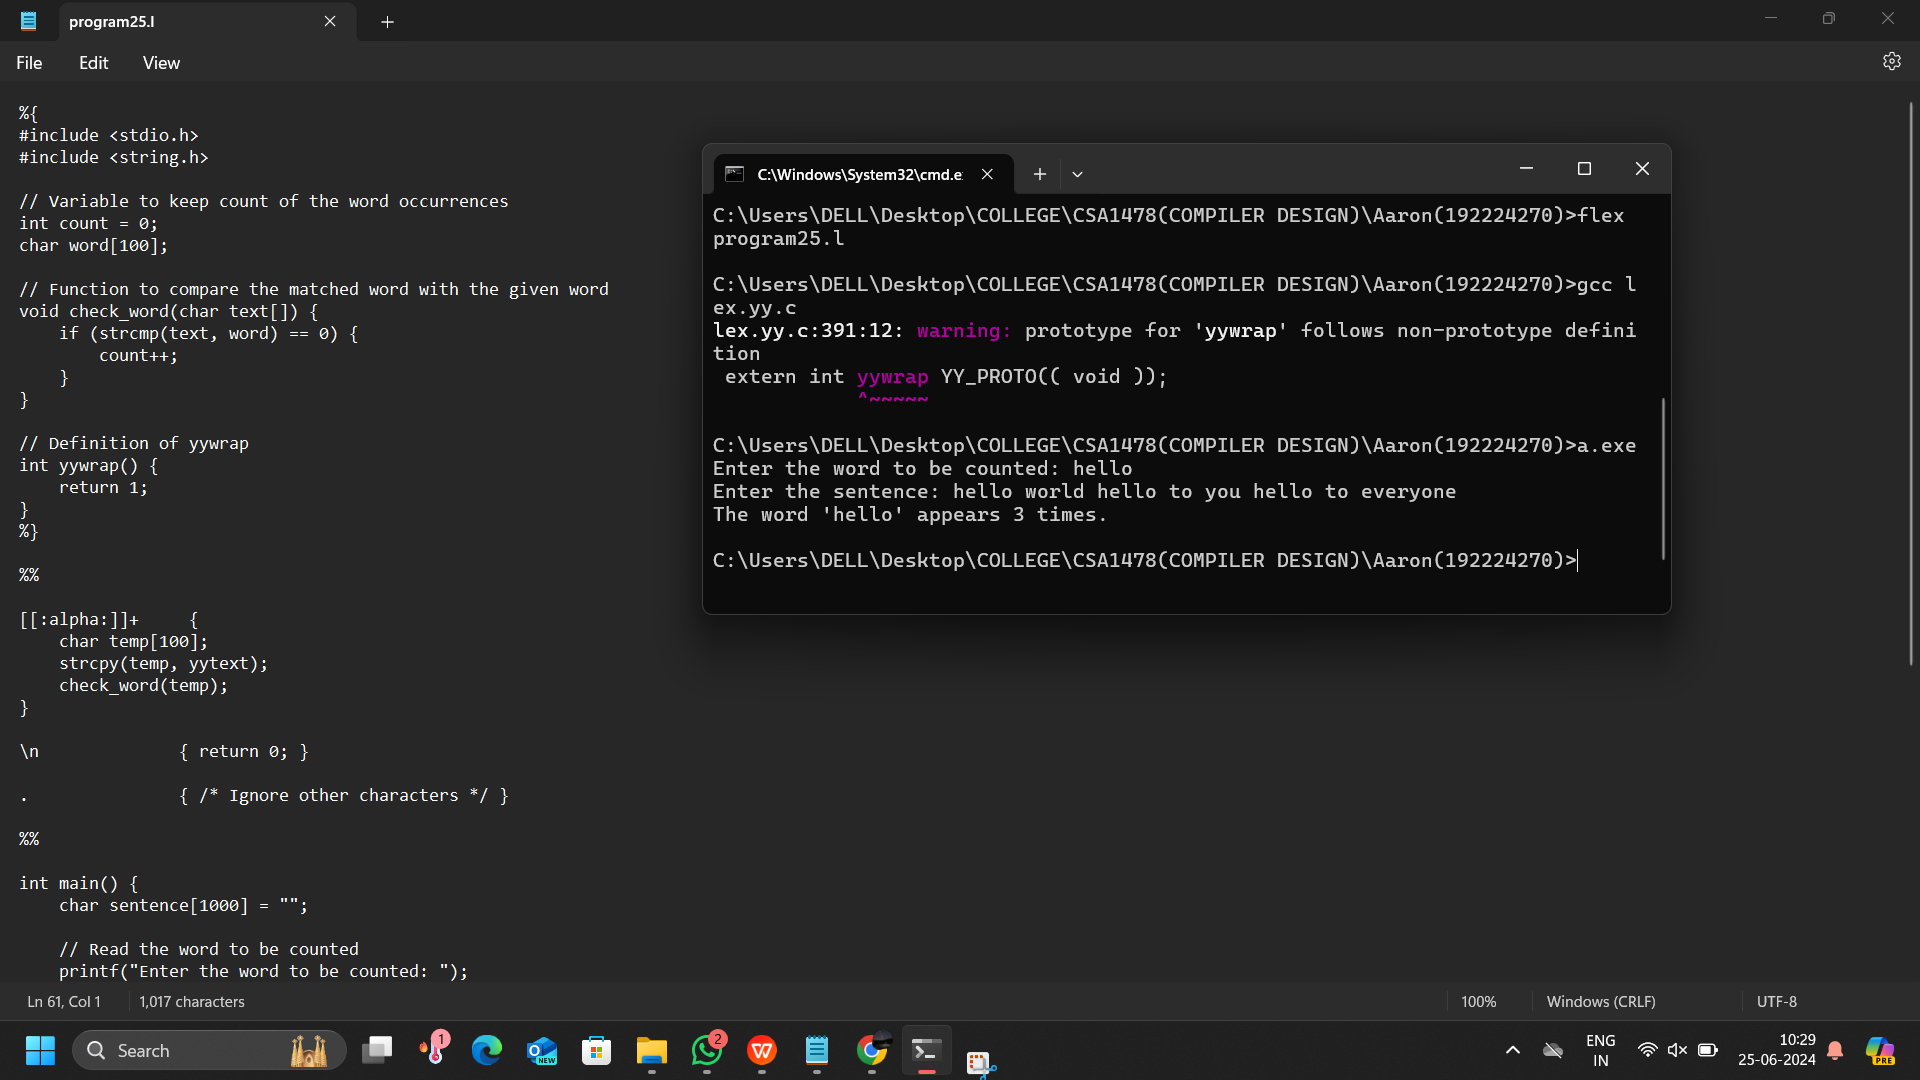 program25.l
File Edit View
%{
#include <stdio.h>
#include <string.h>
// Variable to keep count of the word occurrences
int count = 0;
char word[100];
// Function to compare the matched word with the given word
void check_word(char text[]) {
    if (strcmp(text, word) == 0) {
        count++;
    }
}
// Definition of yywrap
int yywrap() {
    return 1;
}
%}
%%
[[:alpha:]]+     {
    char temp[100];
    strcpy(temp, yytext);
    check_word(temp);
}
\n              { return 0; }
.               { /* Ignore other characters */ }
%%
int main() {
    char sentence[1000] = "";
    // Read the word to be counted
    printf("Enter the word to be counted: ");
C:\Windows\System32\cmd.e
C:\Users\DELL\Desktop\COLLEGE\CSA1478(COMPILER DESIGN)\Aaron(192224270)>flex
program25.l
C:\Users\DELL\Desktop\COLLEGE\CSA1478(COMPILER DESIGN)\Aaron(192224270)>gcc l
ex.yy.c
lex.yy.c:391:12: warning: prototype for 'yywrap' follows non-prototype defini
tion
 extern int yywrap YY_PROTO(( void ));
            ^~~~~~
C:\Users\DELL\Desktop\COLLEGE\CSA1478(COMPILER DESIGN)\Aaron(192224270)>a.exe
Enter the word to be counted: hello
Enter the sentence: hello world hello to you hello to everyone
The word 'hello' appears 3 times.
C:\Users\DELL\Desktop\COLLEGE\CSA1478(COMPILER DESIGN)\Aaron(192224270)>
Ln 61, Col 1 1,017 characters 100% Windows (CRLF) UTF-8
Search 1 NEW 2 W
ENG
IN
10:29
25-06-2024
PRE